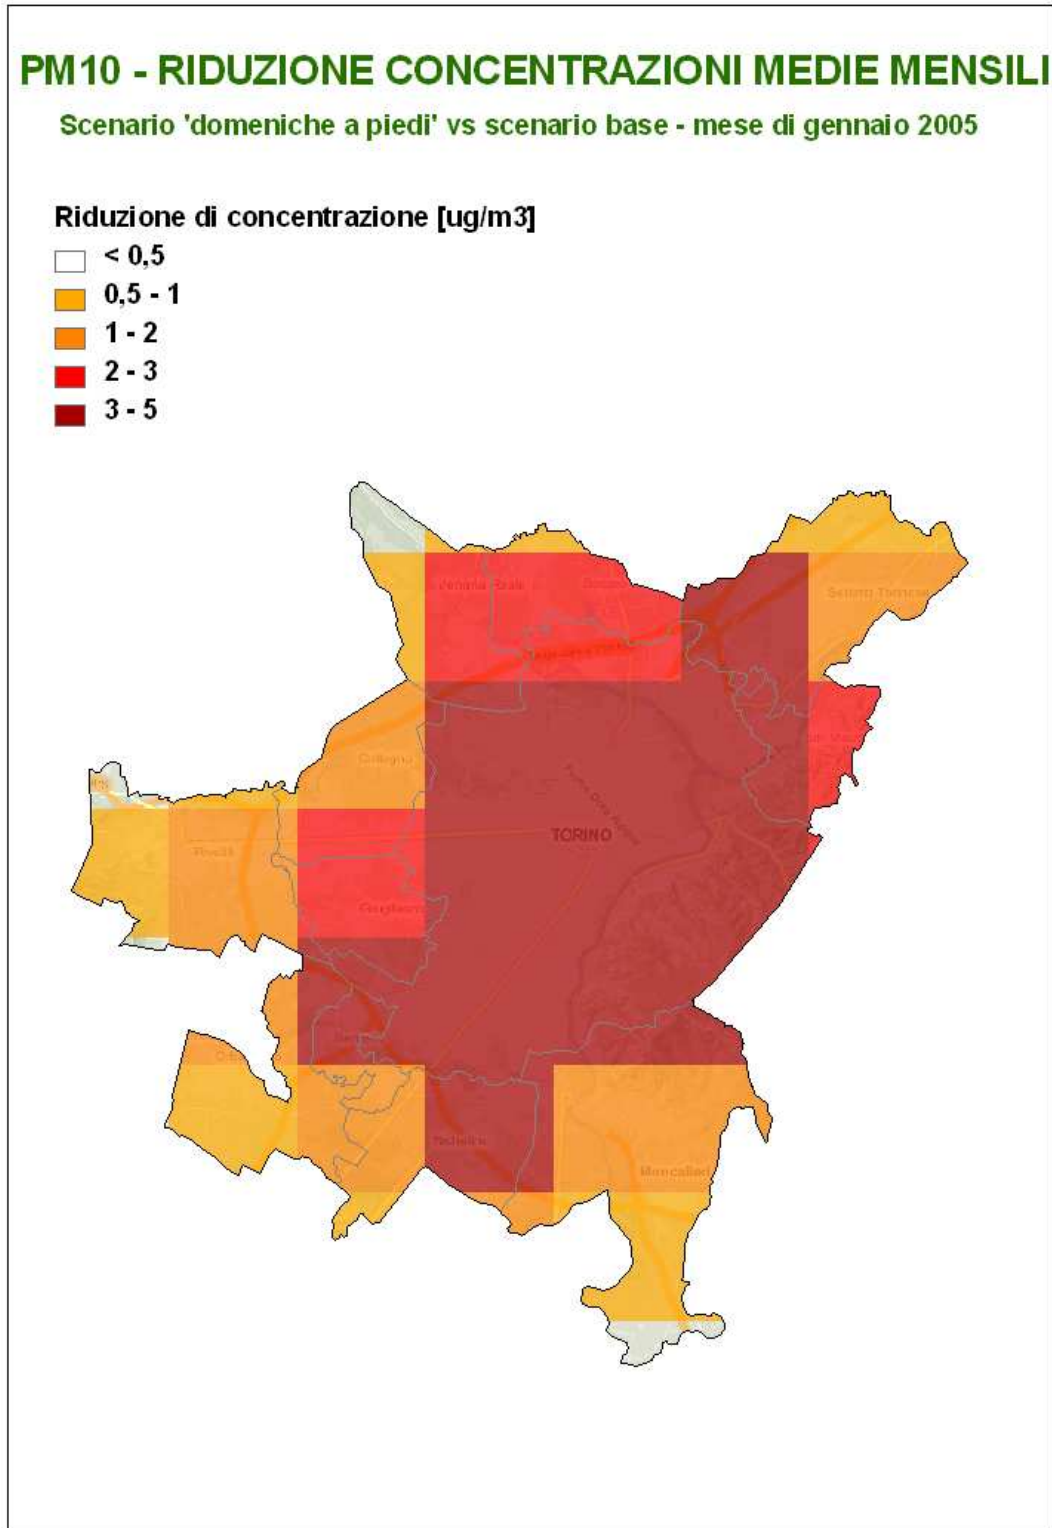 PM10 - RIDUZIONE CONCENTRAZIONI MEDIE MENSILI
Scenario 'domeniche a piedi' vs scenario base - mese di gennaio 2005
Riduzione di concentrazione [ug/m3]
< 0,5
0,5 - 1
1 - 2
2 - 3
3 - 5
Settimo Torinese
Collegno
TORINO
Rivoli
Nichelino
Moncalieri